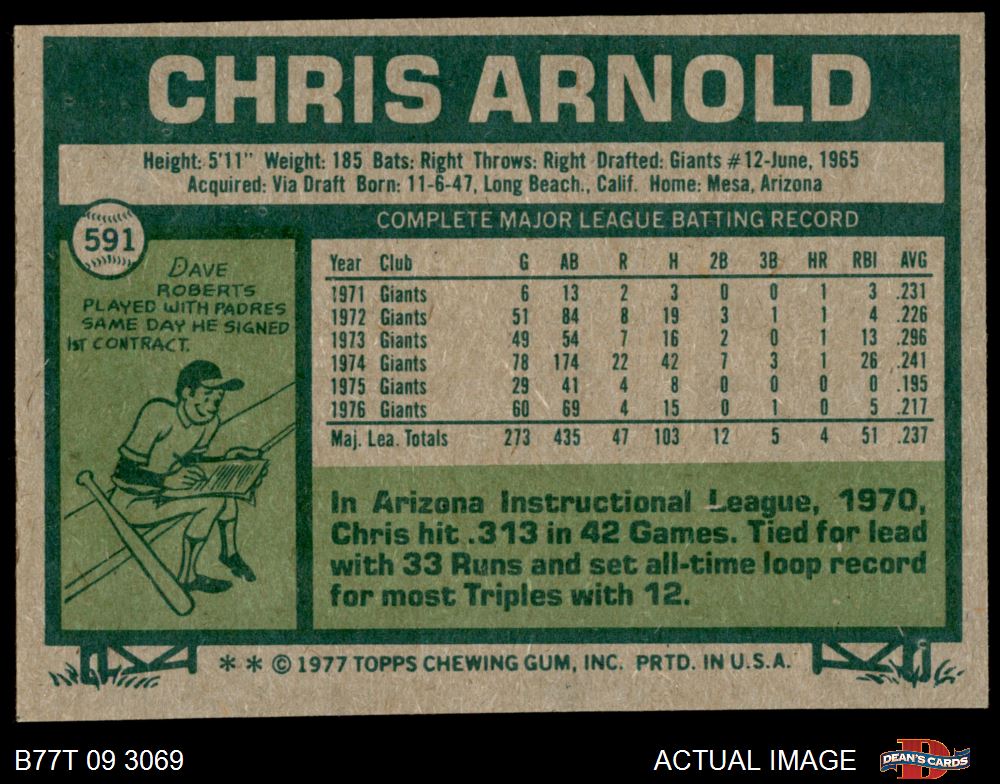 CHRIS ARNOLD
Height: 5'11" Weight: 185 Bats: Right Throws: Right Drafted: Giants #12-June, 1965
Acquired: Via Draft Born: 11-6-47, Long Beach., Calif. Home: Mesa, Arizona
591
COMPLETE MAJOR LEAGUE BATTING RECORD
DAVE
ROBERTS
PLAYED WITH PADRES
SAME DAY HE SIGNED
1ST CONTRACT.
Year Club G AB R H 2B 3B HR RBI AVG
1971 Giants 6 13 2 3 0 0 1 3 .231
1972 Giants 51 84 8 19 3 1 1 4 .226
1973 Giants 49 54 7 16 2 0 1 13 .296
1974 Giants 78 174 22 42 7 3 1 26 .241
1975 Giants 29 41 4 8 0 0 0 0 .195
1976 Giants 60 69 4 15 0 1 0 5 .217
Maj. Lea. Totals 273 435 47 103 12 5 4 51 .237
In Arizona Instructional League, 1970,
Chris hit .313 in 42 Games. Tied for lead
with 33 Runs and set all-time loop record
for most Triples with 12.
* * © 1977 TOPPS CHEWING GUM, INC. PRTD. IN U.S.A.
B77T 09 3069
ACTUAL IMAGE
DEAN'S CARDS